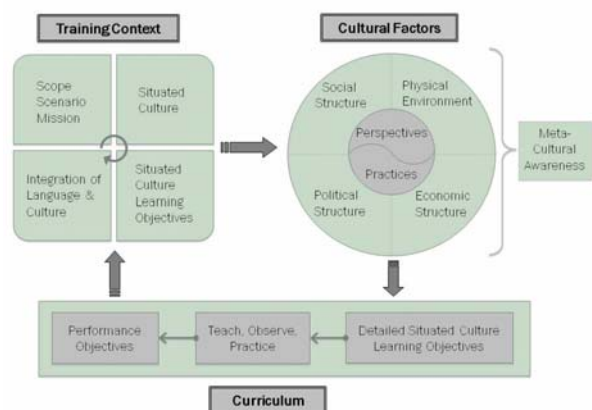 Training Context
Cultural Factors
Scope
Scenario
Mission
Situated
Culture
Integration of
Language &
Culture
Situated
Culture
Learning
Objectives
Social
Structure
Physical
Environment
Perspectives
Practices
Political
Structure
Economic
Structure
Meta-
Cultural
Awareness
Performance
Objectives
Teach, Observe,
Practice
Detailed Situated Culture
Learning Objectives
Curriculum